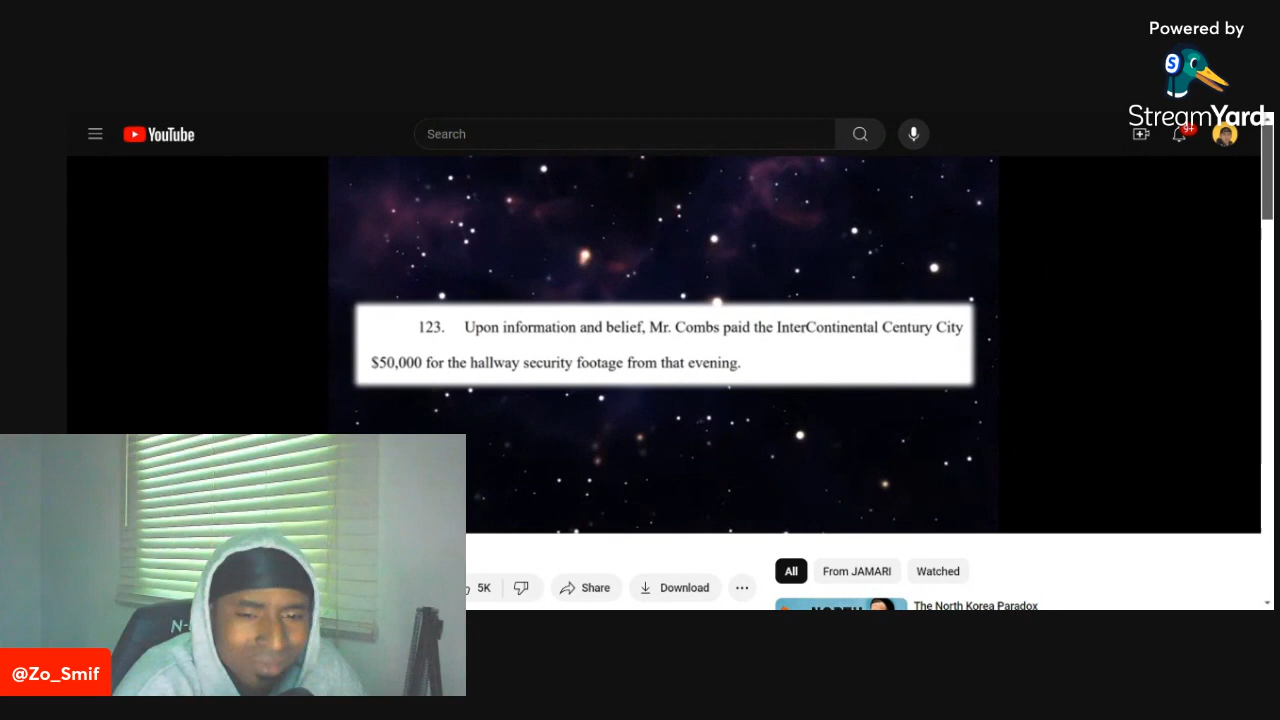 Powered by
S
StreamYard
YouTube
Search
9+
123. Upon information and belief, Mr. Combs paid the InterContinental Century City
$50,000 for the hallway security footage from that evening.
5K
Share
Download
All
From JAMARI
Watched
The North Korea Paradox
@Zo_Smif